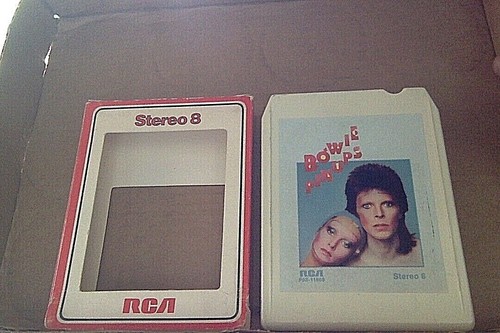 Stereo 8
RCA
BOWIE
PINUPS
RCA
Stereo 8